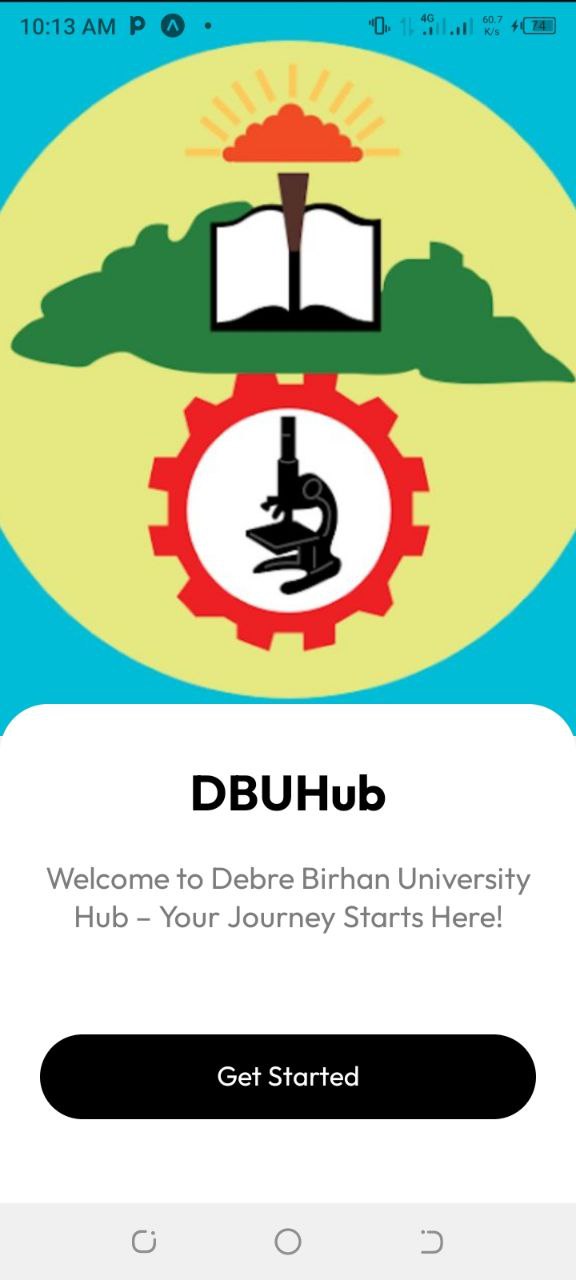 10:13 AM
4G
60.7
K/s
74
DBUHub
Welcome to Debre Birhan University
Hub – Your Journey Starts Here!
Get Started